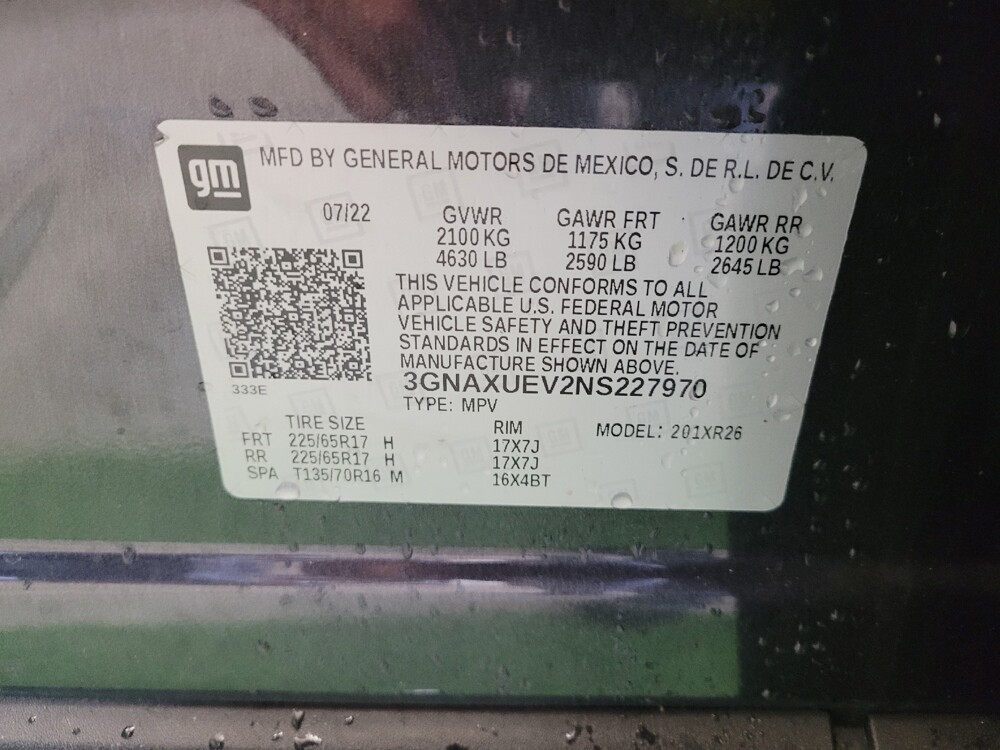 gm MFD BY GENERAL MOTORS DE MEXICO, S. DE R.L. DE C.V.
07/22 GVWR GAWR FRT GAWR RR
2100 KG 1175 KG 1200 KG
4630 LB 2590 LB 2645 LB
THIS VEHICLE CONFORMS TO ALL
APPLICABLE U.S. FEDERAL MOTOR
VEHICLE SAFETY AND THEFT PREVENTION
STANDARDS IN EFFECT ON THE DATE OF
MANUFACTURE SHOWN ABOVE.
333E 3GNAXUEV2NS227970
TYPE: MPV
TIRE SIZE RIM MODEL: 201XR26
FRT 225/65R17 H 17X7J
RR 225/65R17 H 17X7J
SPA T135/70R16 M 16X4BT